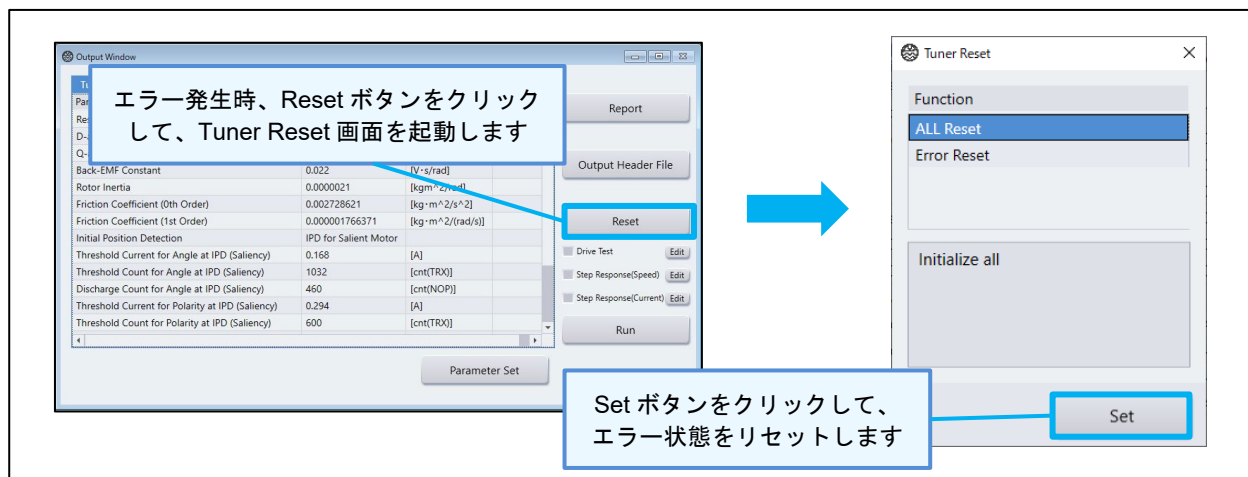 Output Window
エラー発生時、Reset ボタンをクリック
して、Tuner Reset 画面を起動します
Report
Output Header File
Back-EMF Constant 0.022 [V･s/rad]
Rotor Inertia 0.0000021 [kgm^2/rad]
Friction Coefficient (0th Order) 0.002728621 [kg･m^2/s^2]
Friction Coefficient (1st Order) 0.000001766371 [kg･m^2/(rad/s)]
Initial Position Detection IPD for Salient Motor
Threshold Current for Angle at IPD (Saliency) 0.168 [A]
Threshold Count for Angle at IPD (Saliency) 1032 [cnt(TRX)]
Discharge Count for Angle at IPD (Saliency) 460 [cnt(NOP)]
Threshold Current for Polarity at IPD (Saliency) 0.294 [A]
Threshold Count for Polarity at IPD (Saliency) 600 [cnt(TRX)]
Reset
Drive Test Edit
Step Response(Speed) Edit
Step Response(Current) Edit
Run
Parameter Set
Tuner Reset
Function
ALL Reset
Error Reset
Initialize all
Set
Set ボタンをクリックして、
エラー状態をリセットします